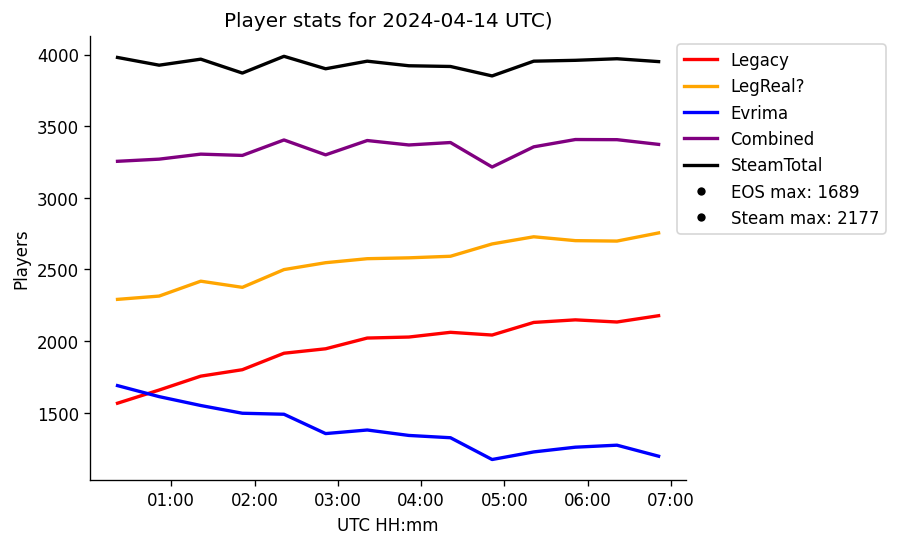 Player stats for 2024-04-14 UTC)
4000
3500
3000
2500
2000
1500
Players
01:00 02:00 03:00 04:00 05:00 06:00 07:00
UTC HH:mm
Legacy
LegReal?
Evrima
Combined
SteamTotal
EOS max: 1689
Steam max: 2177